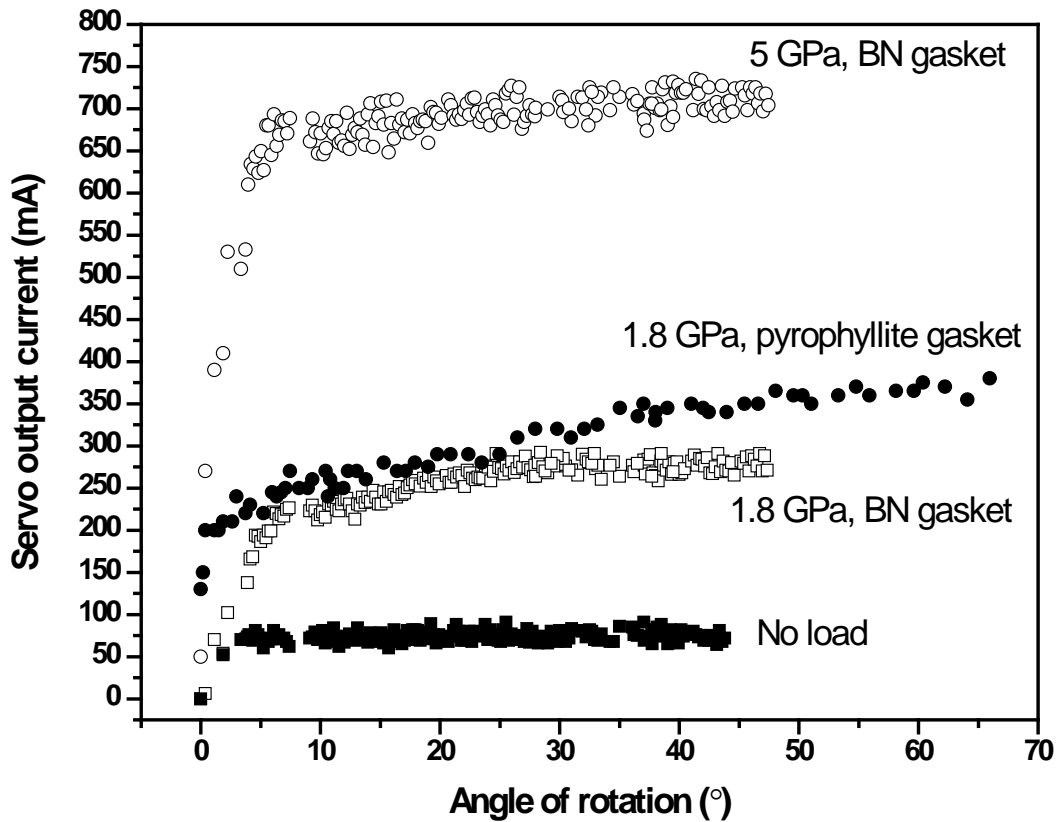 800
750
700
650
600
550
500
450
400
350
300
250
200
150
100
50
0
Servo output current (mA)
5 GPa, BN gasket
1.8 GPa, pyrophyllite gasket
1.8 GPa, BN gasket
No load
0 10 20 30 40 50 60 70
Angle of rotation (°)